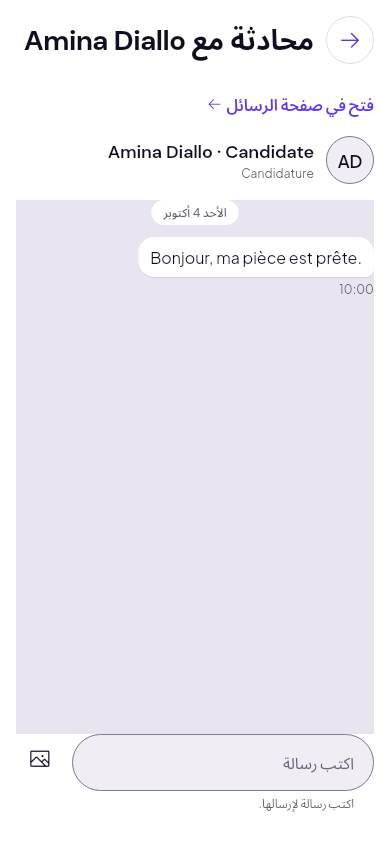 محادثة مع Amina Diallo
فتح في صفحة الرسائل ←
AD
Amina Diallo · Candidate
Candidature
الأحد 4 أكتوبر
Bonjour, ma pièce est prête.
10:00
اكتب رسالة
اكتب رسالة لإرسالها.